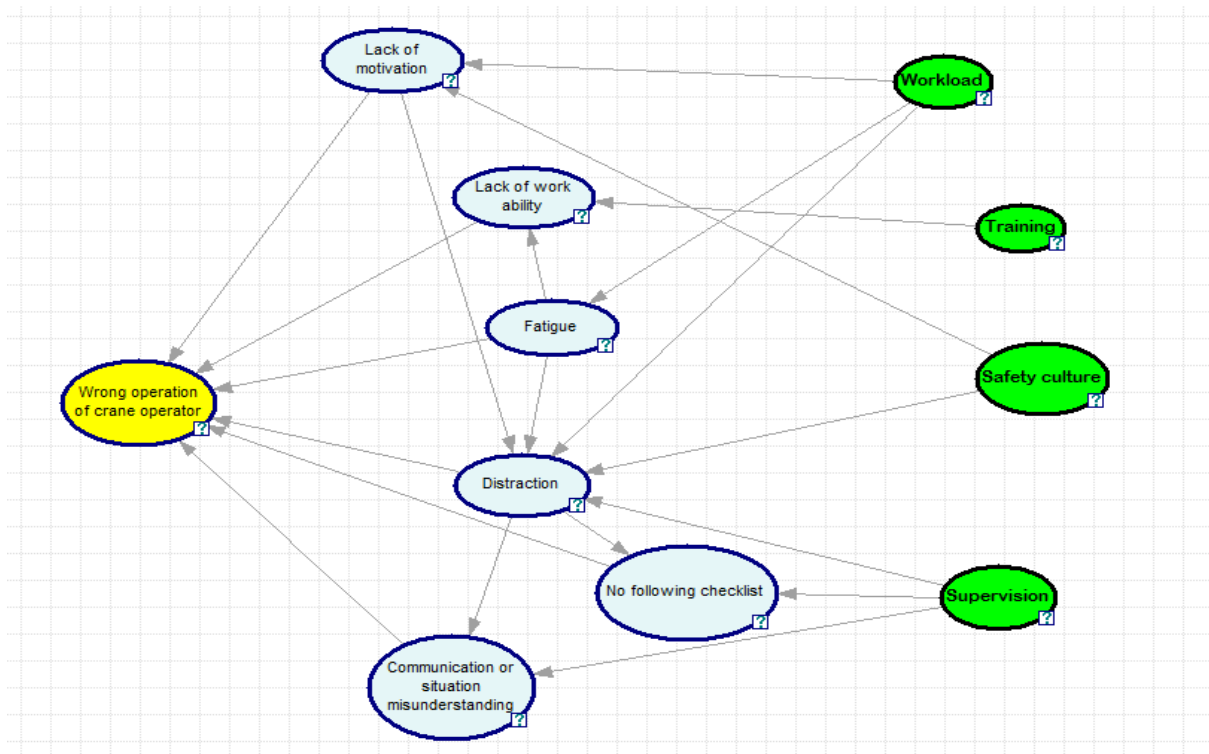 Lack of
motivation
?
Workload
?
Lack of work
ability
?
Training
?
Fatigue
?
Safety culture
?
Wrong operation
of crane operator
?
Distraction
?
No following checklist
?
Supervision
?
Communication or
situation
misunderstanding
?